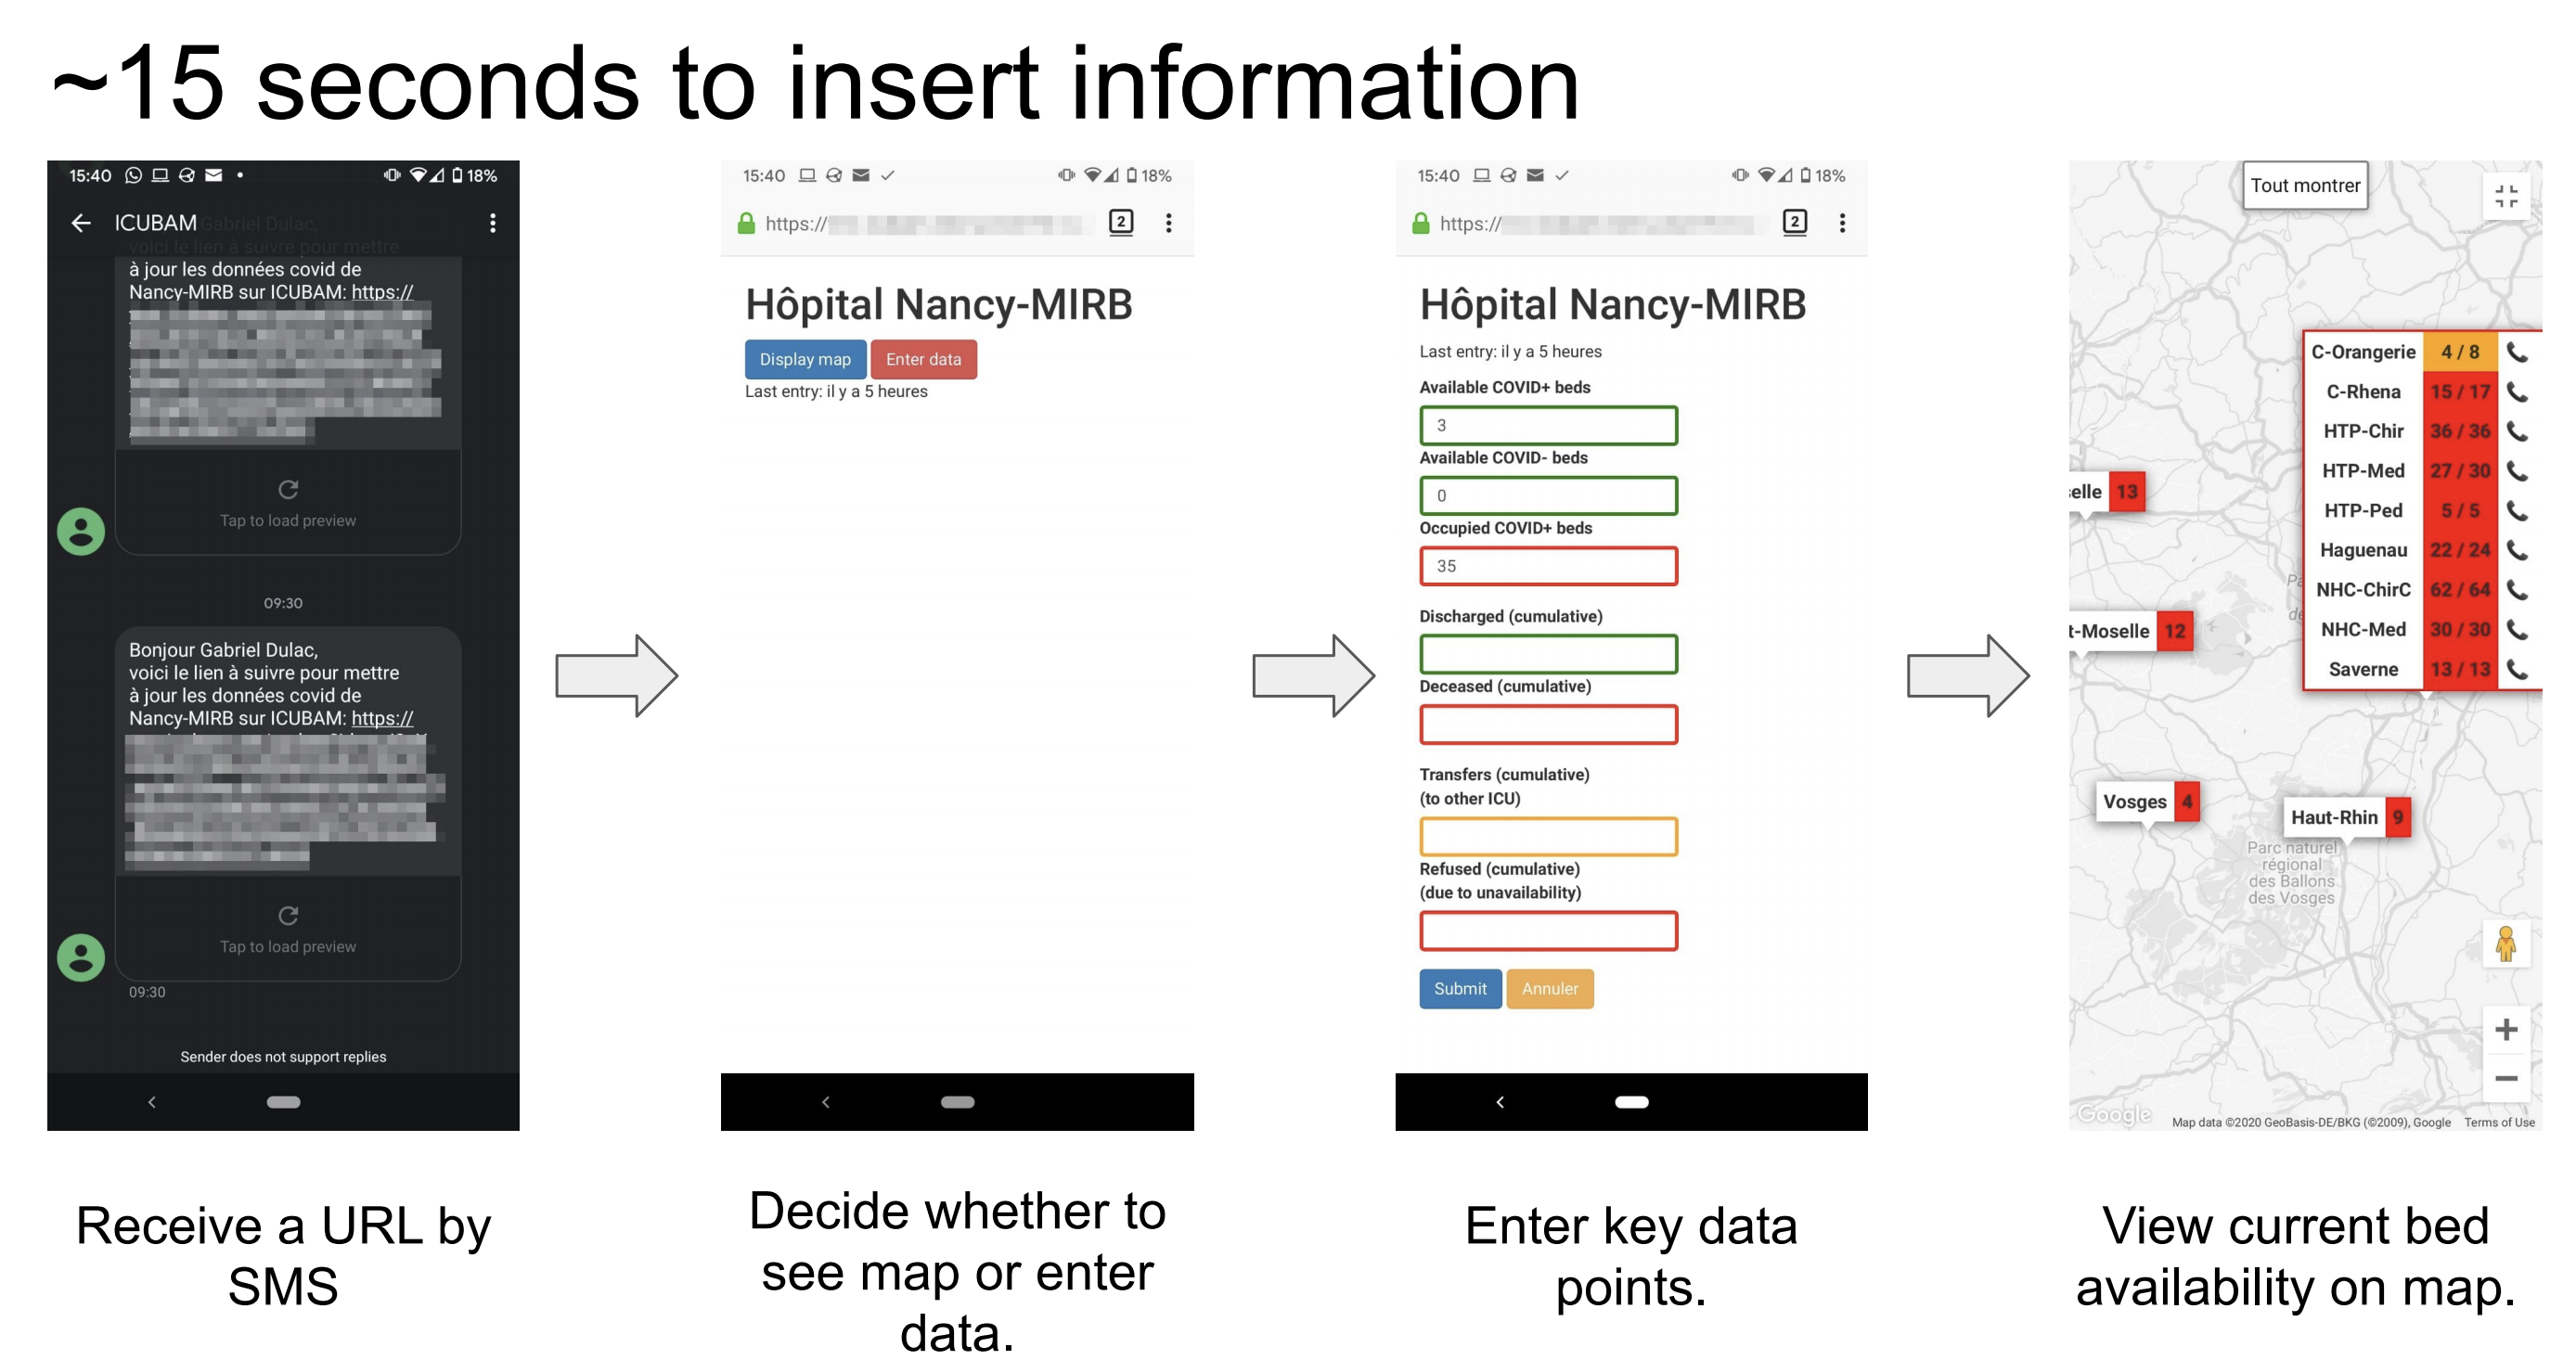 ~15 seconds to insert information
15:40
18%
ICUBAM
Gabriel Dulac,
voici le lien à suivre pour mettre
à jour les données covid de
Nancy-MIRB sur ICUBAM: https://
Tap to load preview
09:30
Bonjour Gabriel Dulac,
voici le lien à suivre pour mettre
à jour les données covid de
Nancy-MIRB sur ICUBAM: https://
Tap to load preview
09:30
Sender does not support replies
Receive a URL by
SMS
15:40
18%
https://
2
Hôpital Nancy-MIRB
Display map
Enter data
Last entry: il y a 5 heures
Decide whether to
see map or enter
data.
15:40
18%
https://
2
Hôpital Nancy-MIRB
Last entry: il y a 5 heures
Available COVID+ beds
3
Available COVID- beds
0
Occupied COVID+ beds
35
Discharged (cumulative)
Deceased (cumulative)
Transfers (cumulative)
(to other ICU)
Refused (cumulative)
(due to unavailability)
Submit
Annuler
Enter key data
points.
Tout montrer
C-Orangerie 4 / 8
C-Rhena 15 / 17
HTP-Chir 36 / 36
HTP-Med 27 / 30
HTP-Ped 5 / 5
Haguenau 22 / 24
NHC-ChirC 62 / 64
NHC-Med 30 / 30
Saverne 13 / 13
elle 13
t-Moselle 12
Vosges 4
Haut-Rhin 9
Parc naturel
régional
des Ballons
des Vosges
+
−
Google
Map data ©2020 GeoBasis-DE/BKG (©2009), Google Terms of Use
View current bed
availability on map.